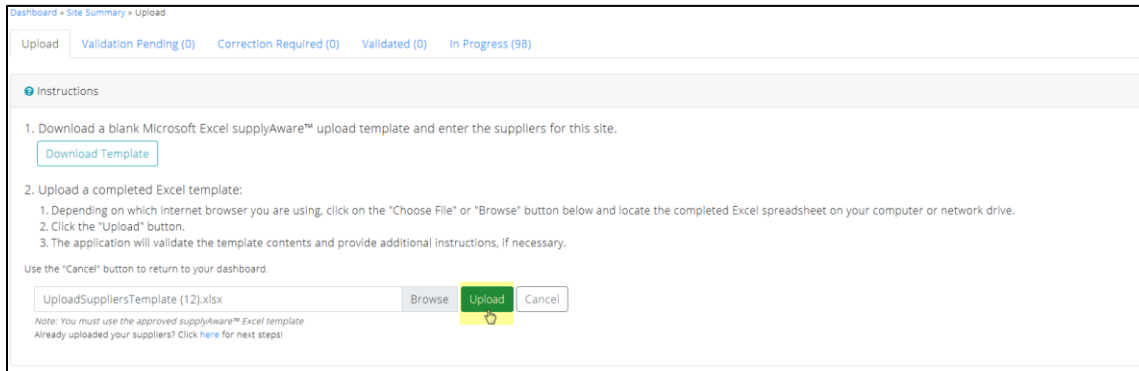 Dashboard » Site Summary » Upload
Upload Validation Pending (0) Correction Required (0) Validated (0) In Progress (98)
Instructions
1. Download a blank Microsoft Excel supplyAware™ upload template and enter the suppliers for this site.
Download Template
2. Upload a completed Excel template:
1. Depending on which internet browser you are using, click on the "Choose File" or "Browse" button below and locate the completed Excel spreadsheet on your computer or network drive.
2. Click the "Upload" button.
3. The application will validate the template contents and provide additional instructions, if necessary.
Use the "Cancel" button to return to your dashboard.
UploadSuppliersTemplate (12).xlsx Browse Upload Cancel
Note: You must use the approved supplyAware™ Excel template
Already uploaded your suppliers? Click here for next steps!